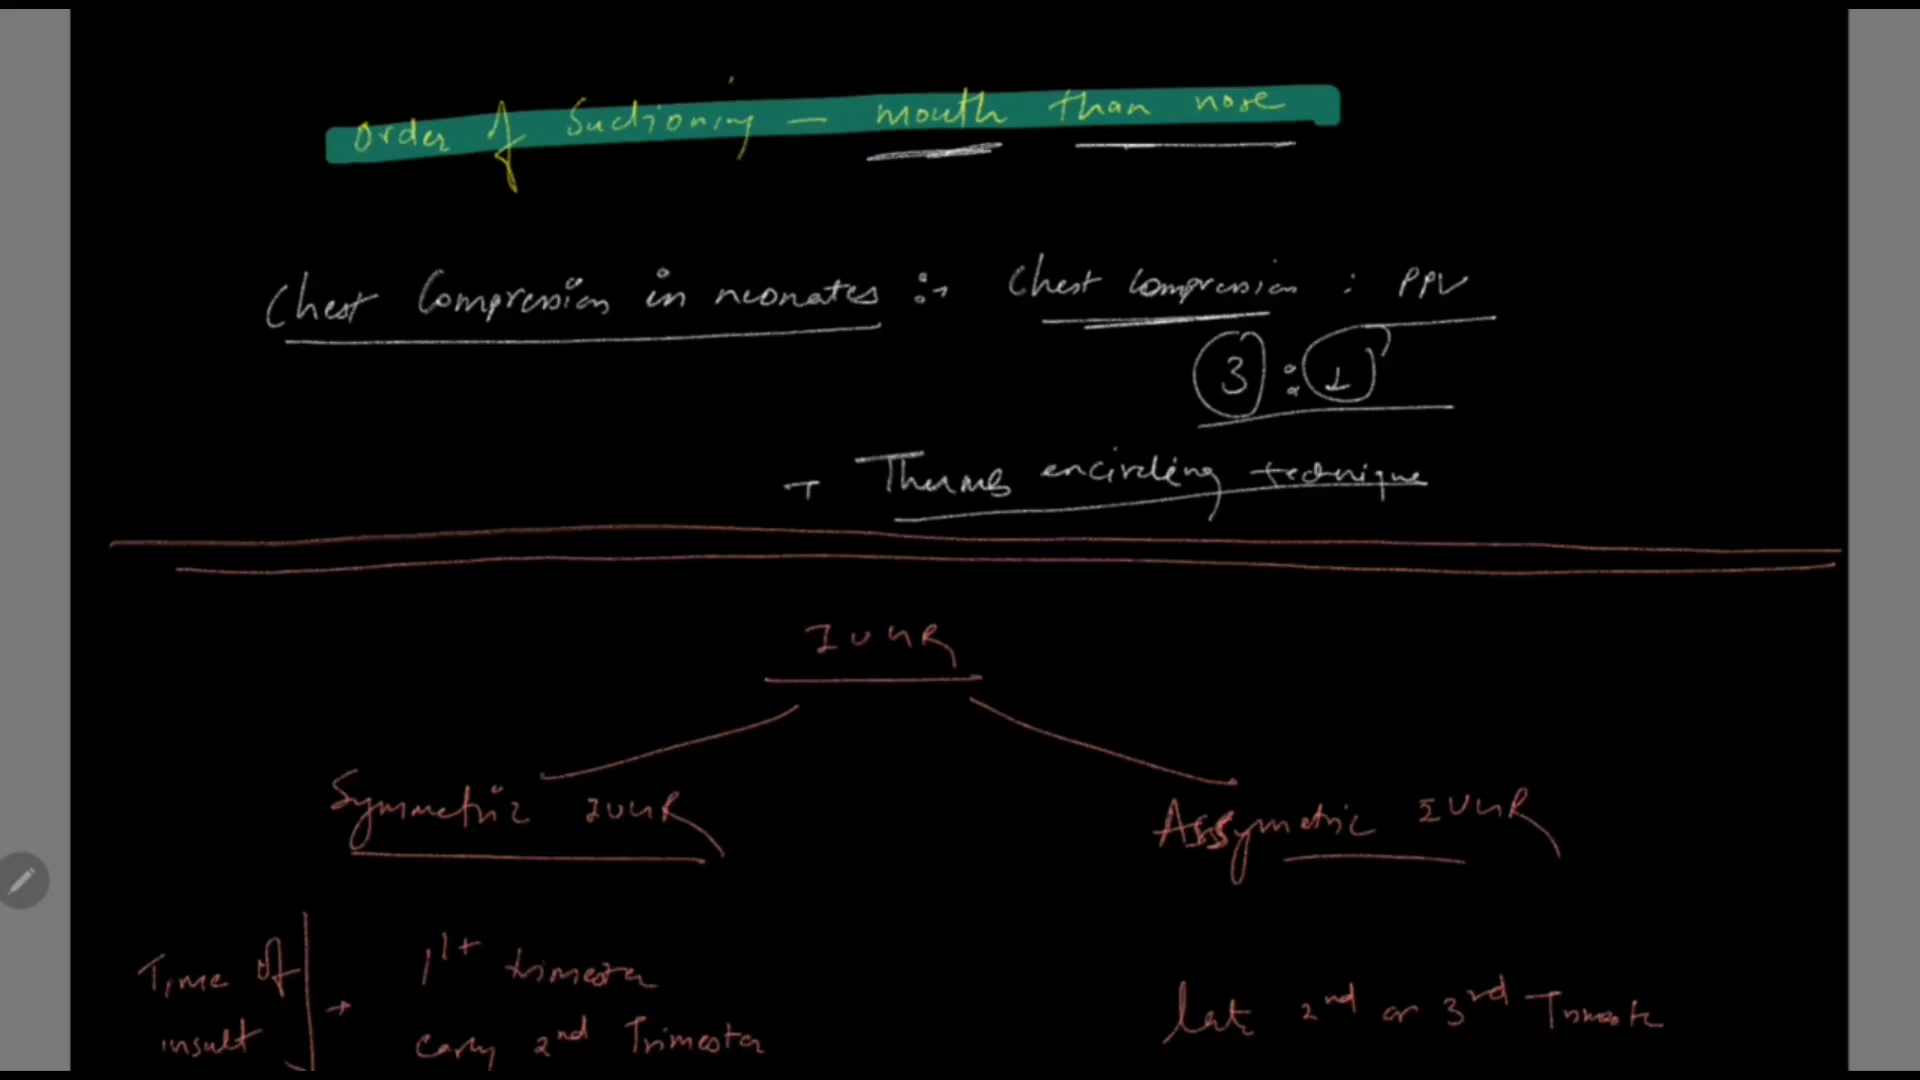 Order of Suctioning — mouth than nose
Chest Compression in neonates :→ Chest compression : PPV
3 : 1
→ Thumb encircling technique
IUGR
Symmetric IUGR
Assymetric IUGR
Time of insult → 1st trimester
early 2nd Trimester
late 2nd or 3rd Trimester